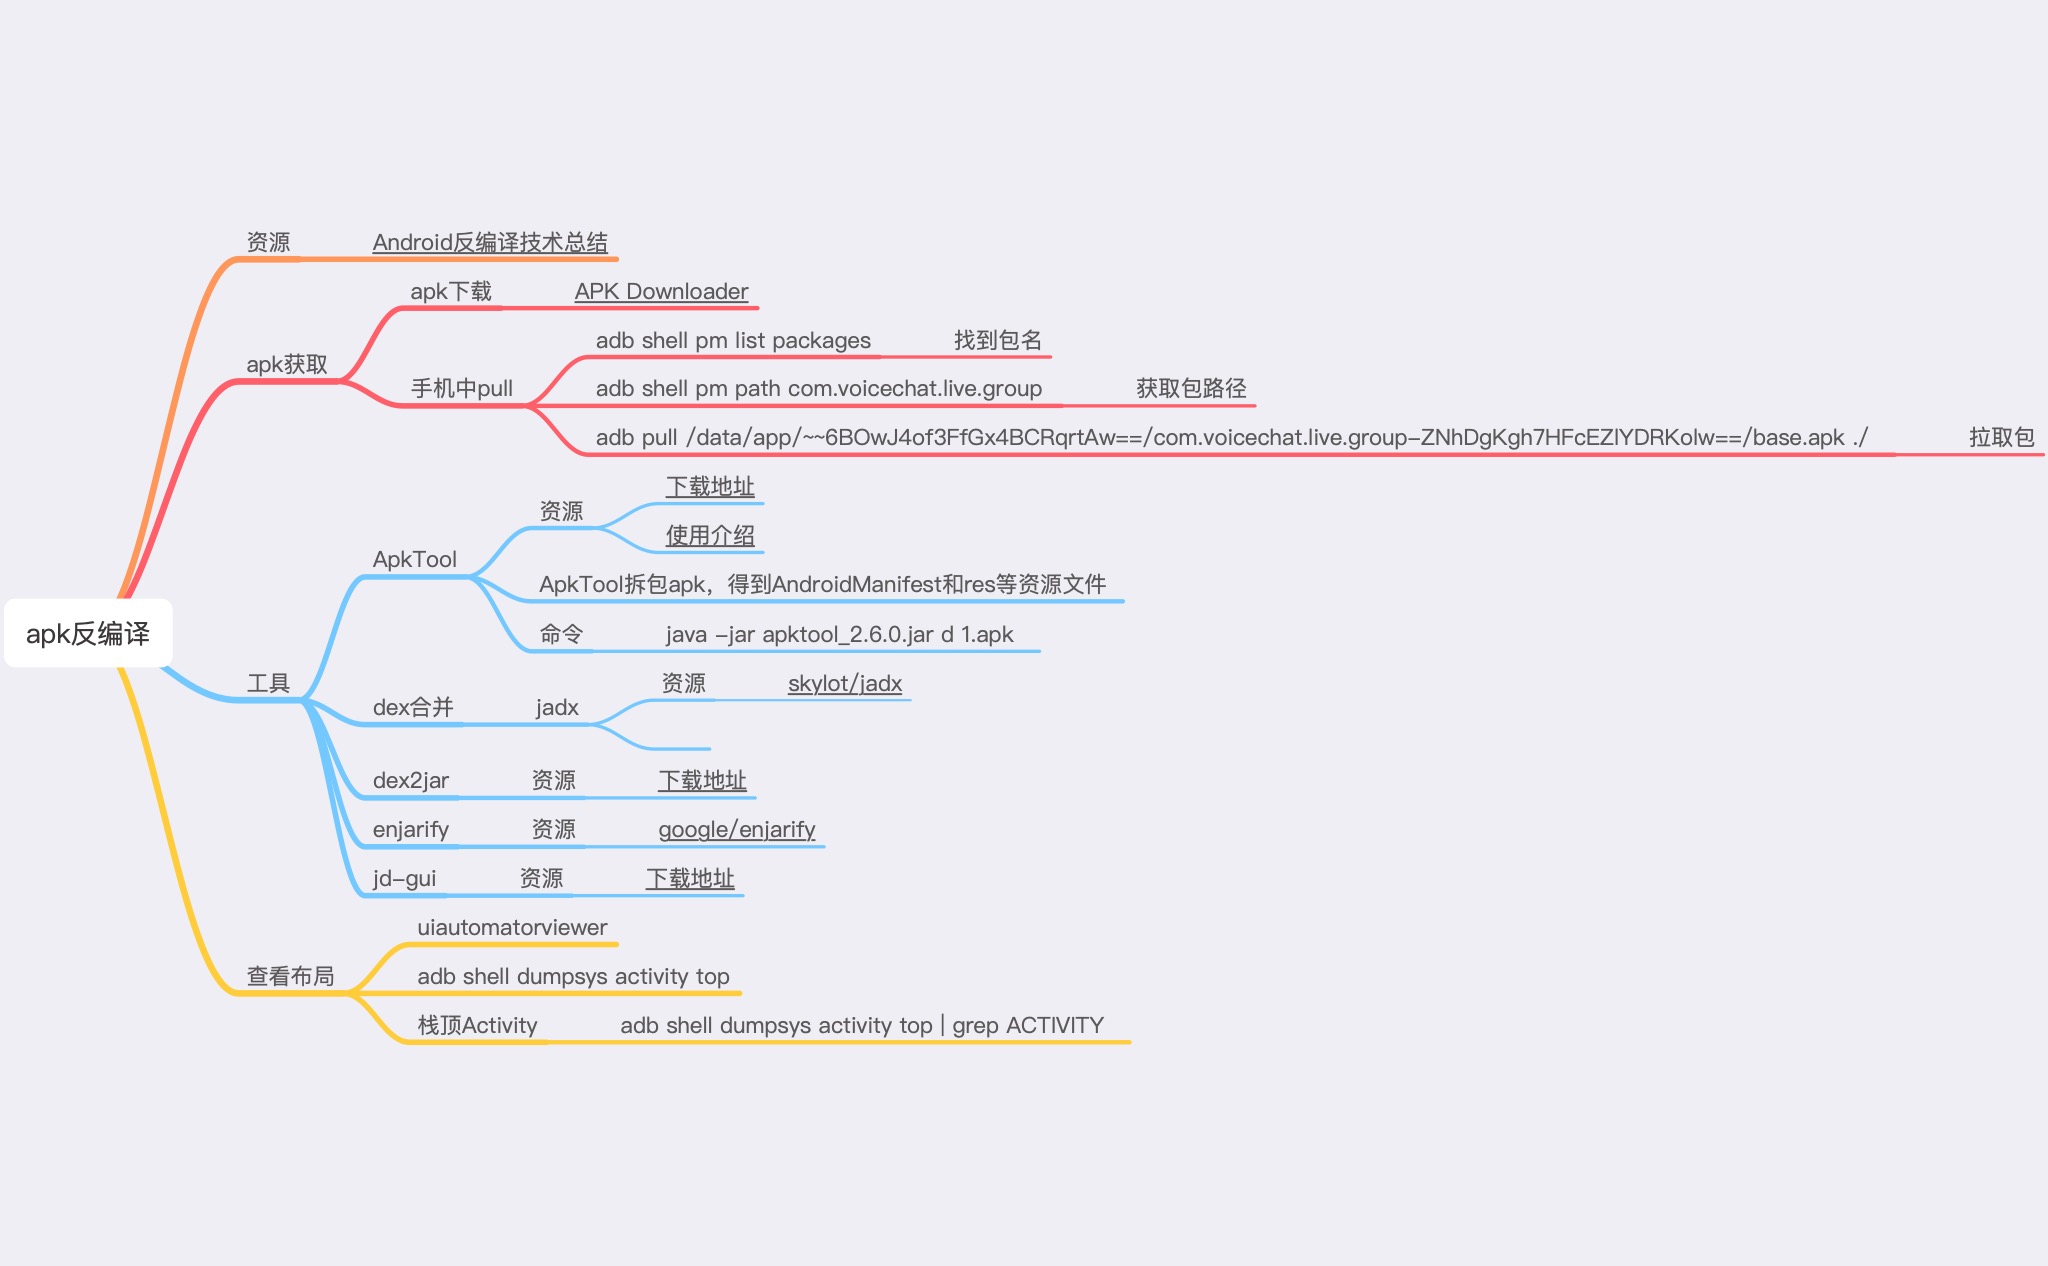 资源
Android反编译技术总结
apk下载
APK Downloader
adb shell pm list packages
找到包名
apk获取
手机中pull
adb shell pm path com.voicechat.live.group
获取包路径
adb pull /data/app/~~6BOwJ4of3FfGx4BCRqrtAw==/com.voicechat.live.group-ZNhDgKgh7HFcEZlYDRKolw==/base.apk ./
拉取包
下载地址
资源
使用介绍
ApkTool
ApkTool拆包apk，得到AndroidManifest和res等资源文件
apk反编译
命令
java -jar apktool_2.6.0.jar d 1.apk
工具
资源
skylot/jadx
dex合并
jadx
dex2jar
资源
下载地址
enjarify
资源
google/enjarify
jd-gui
资源
下载地址
uiautomatorviewer
查看布局
adb shell dumpsys activity top
栈顶Activity
adb shell dumpsys activity top | grep ACTIVITY